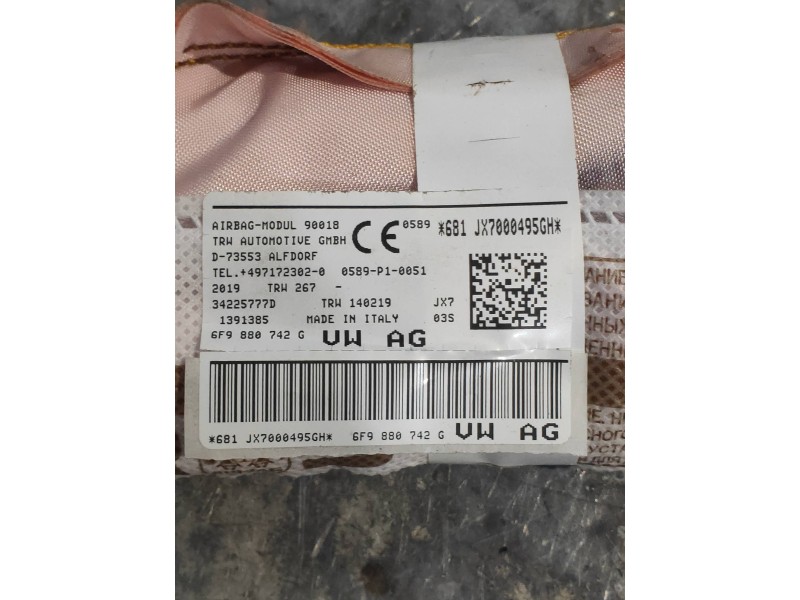 AIRBAG-MODUL 90018
TRW AUTOMOTIVE GMBH
D-73553 ALFDORF
CE 0589
*681 JX7000495GH*
TEL.+497172302-0 0589-P1-0051
2019 TRW 267 -
34225777D TRW 140219 JX7
1391385 MADE IN ITALY 03S
6F9 880 742 G VW AG
*681 JX7000495GH* 6F9 880 742 G VW AG